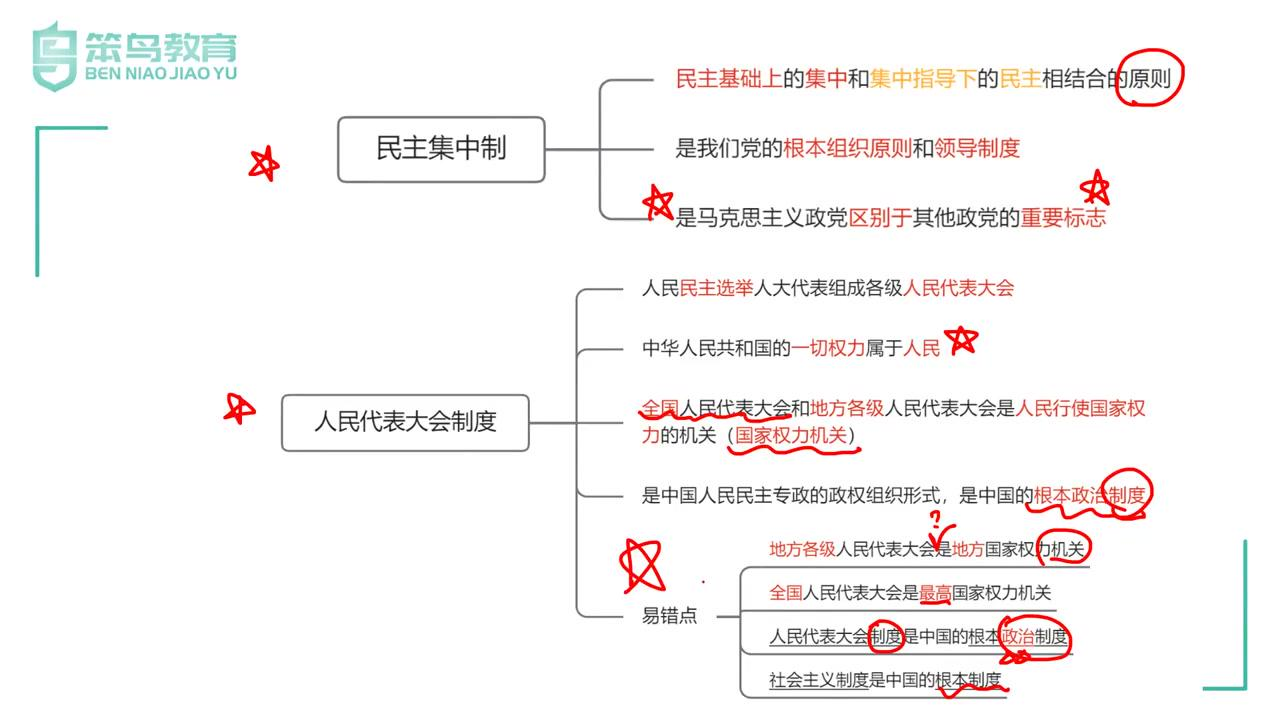 笨鸟教育
BEN NIAO JIAO YU
民主基础上的集中和集中指导下的民主相结合的原则
民主集中制
是我们党的根本组织原则和领导制度
是马克思主义政党区别于其他政党的重要标志
人民民主选举人大代表组成各级人民代表大会
中华人民共和国的一切权力属于人民
人民代表大会制度
全国人民代表大会和地方各级人民代表大会是人民行使国家权
力的机关（国家权力机关）
是中国人民民主专政的政权组织形式，是中国的根本政治制度
?
地方各级人民代表大会是地方国家权力机关
全国人民代表大会是最高国家权力机关
易错点
人民代表大会制度是中国的根本政治制度
社会主义制度是中国的根本制度